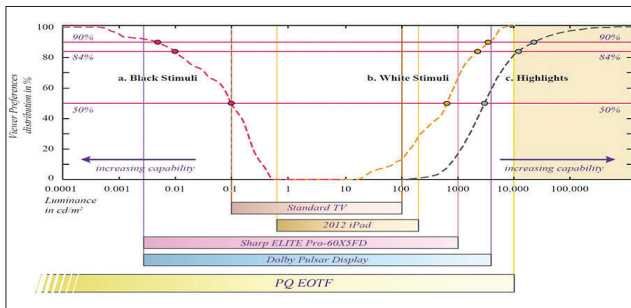 100
90%
90%
84%
84%
80
a. Black Stimuli
b. White Stimuli
c. Highlights
60
50%
50%
40
20
increasing capability
increasing capability
0
Viewer Preferences
distribution in %
0.0001 0.001 0.01 0.1 1 10 100 1000 10,000 100,000
Luminance
in cd/m²
Standard TV
2012 iPad
Sharp ELITE Pro-60X5FD
Dolby Pulsar Display
PQ EOTF